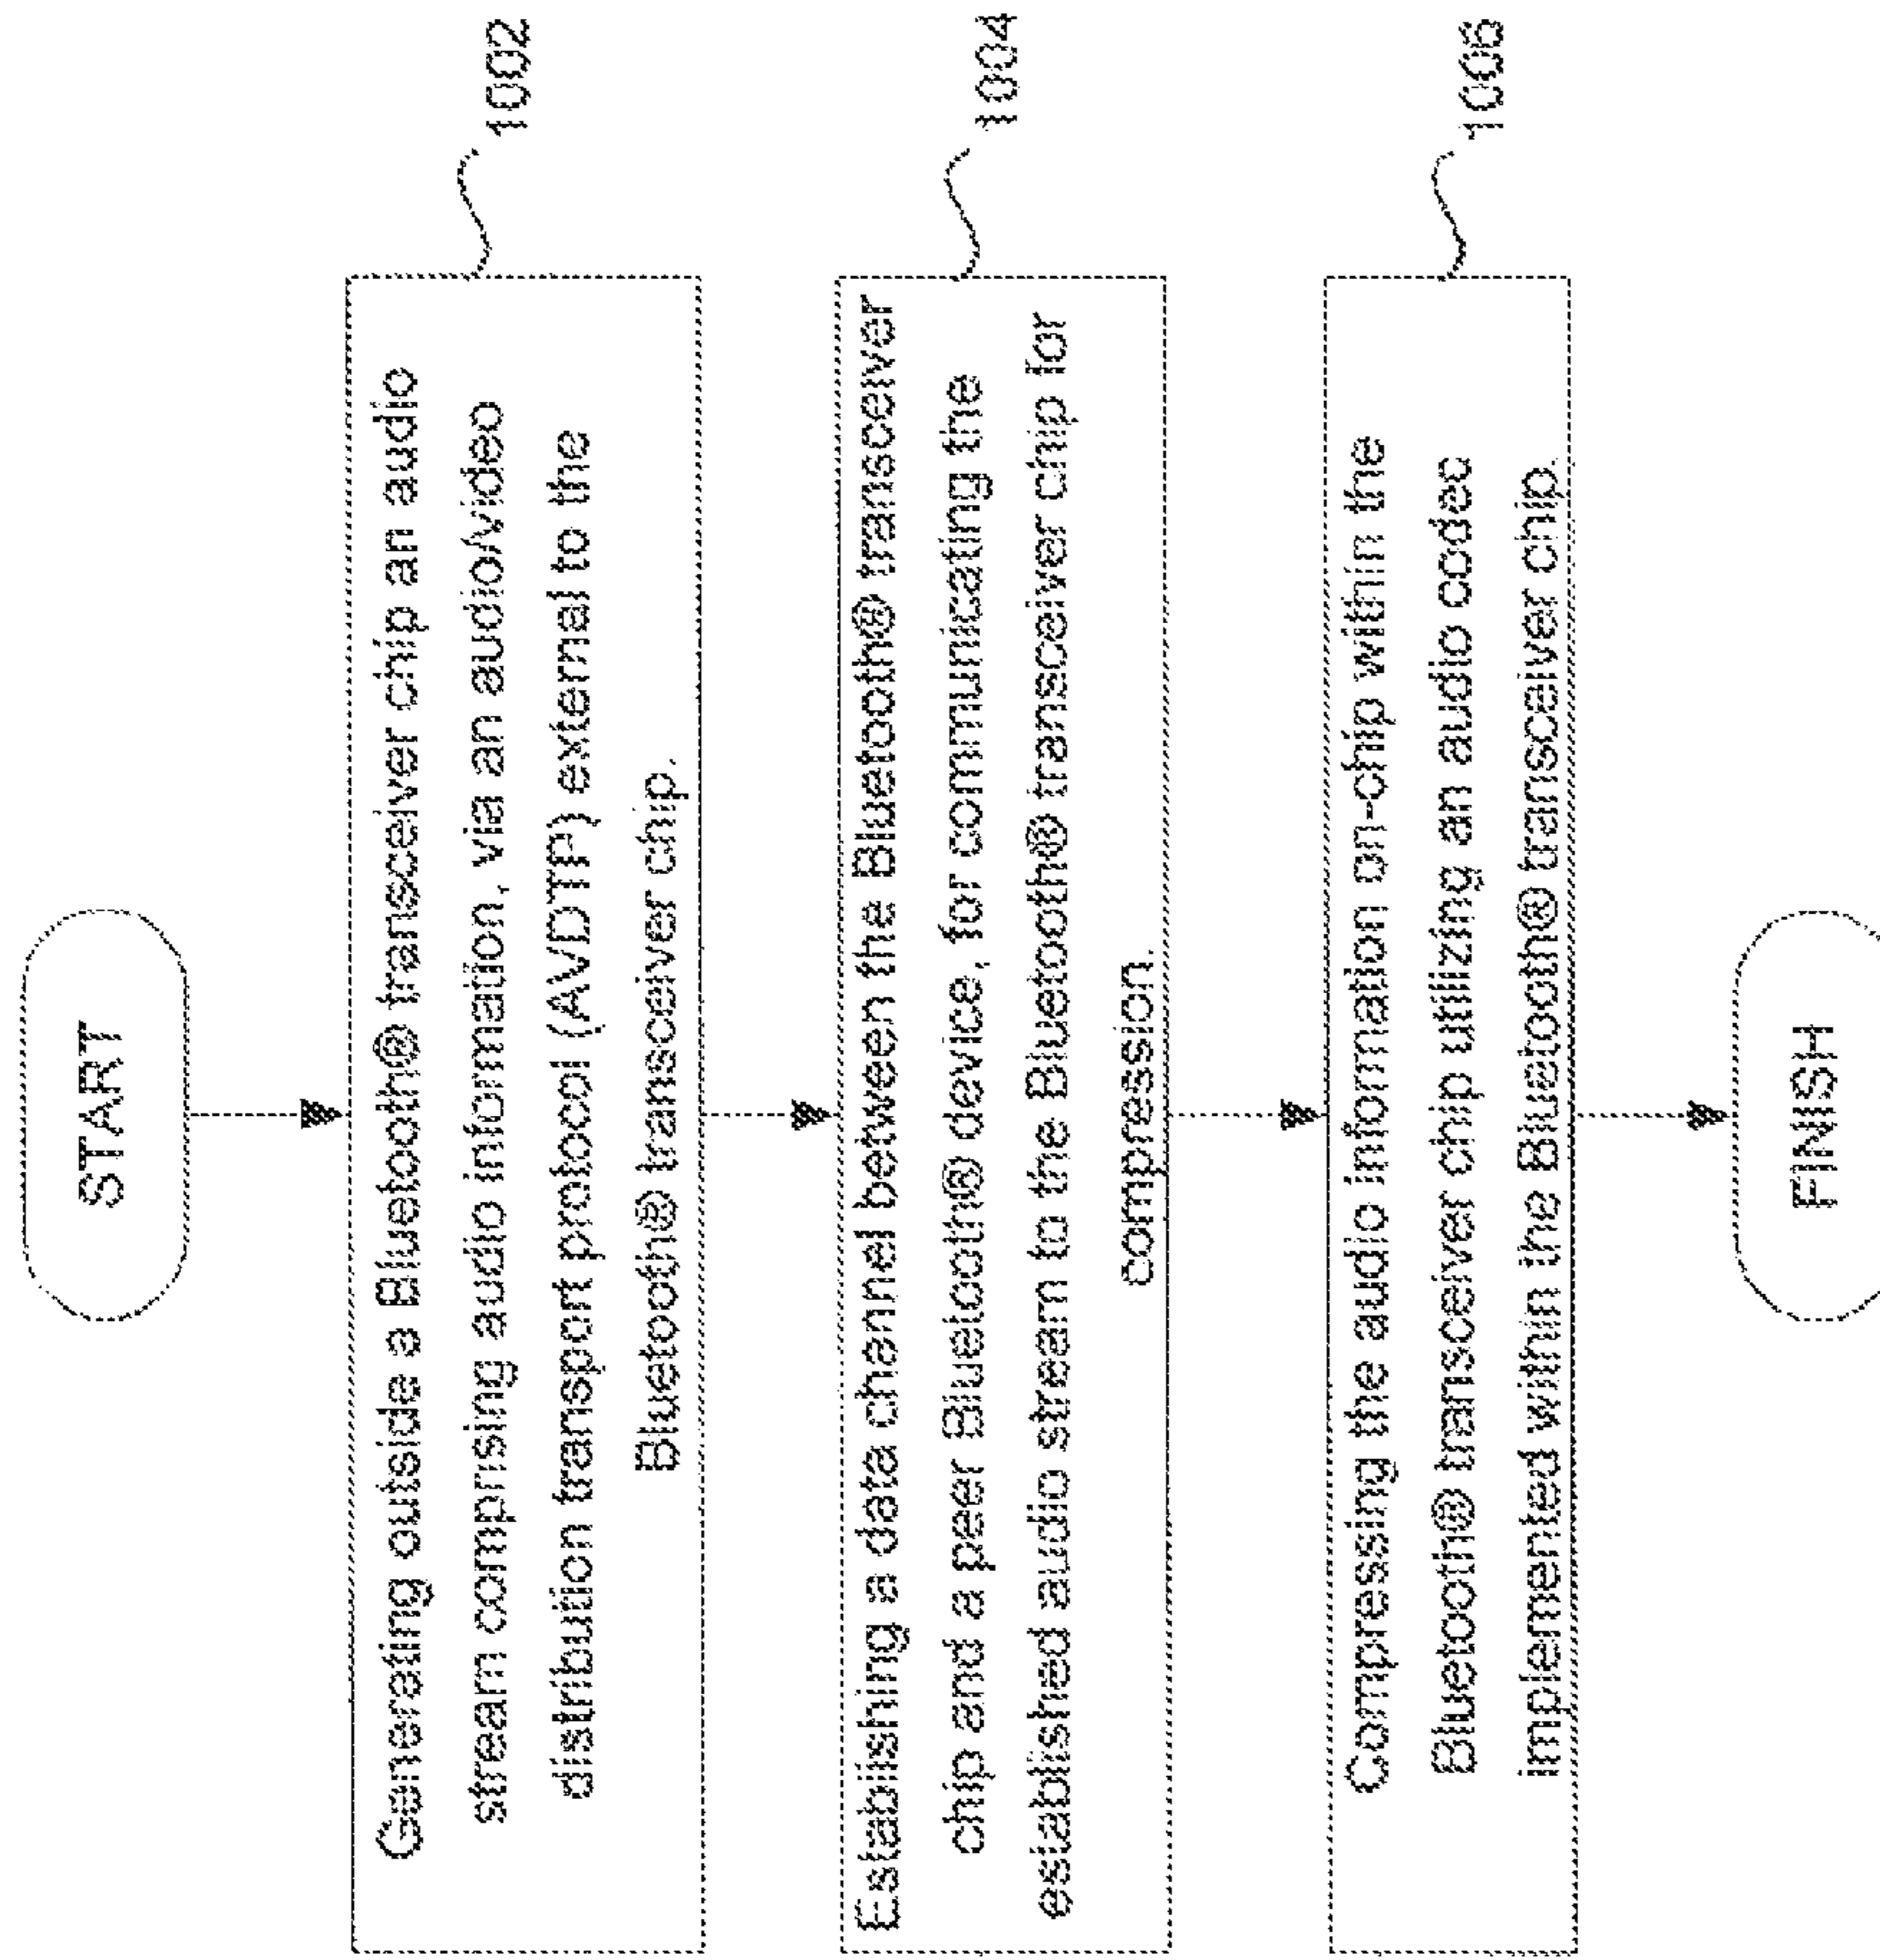 START
Generating outside a Bluetooth® transceiver chip an audio
stream comprising audio information, via an audio/video
distribution transport protocol (AVDTP) external to the
Bluetooth® transceiver chip.
1002
Establishing a data channel between the Bluetooth® transceiver
chip and a peer Bluetooth® device, for communicating the
established audio stream to the Bluetooth® transceiver chip for
compression.
1004
Compressing the audio information on-chip within the
Bluetooth® transceiver chip utilizing an audio codec
implemented within the Bluetooth® transceiver chip.
1006
FINISH